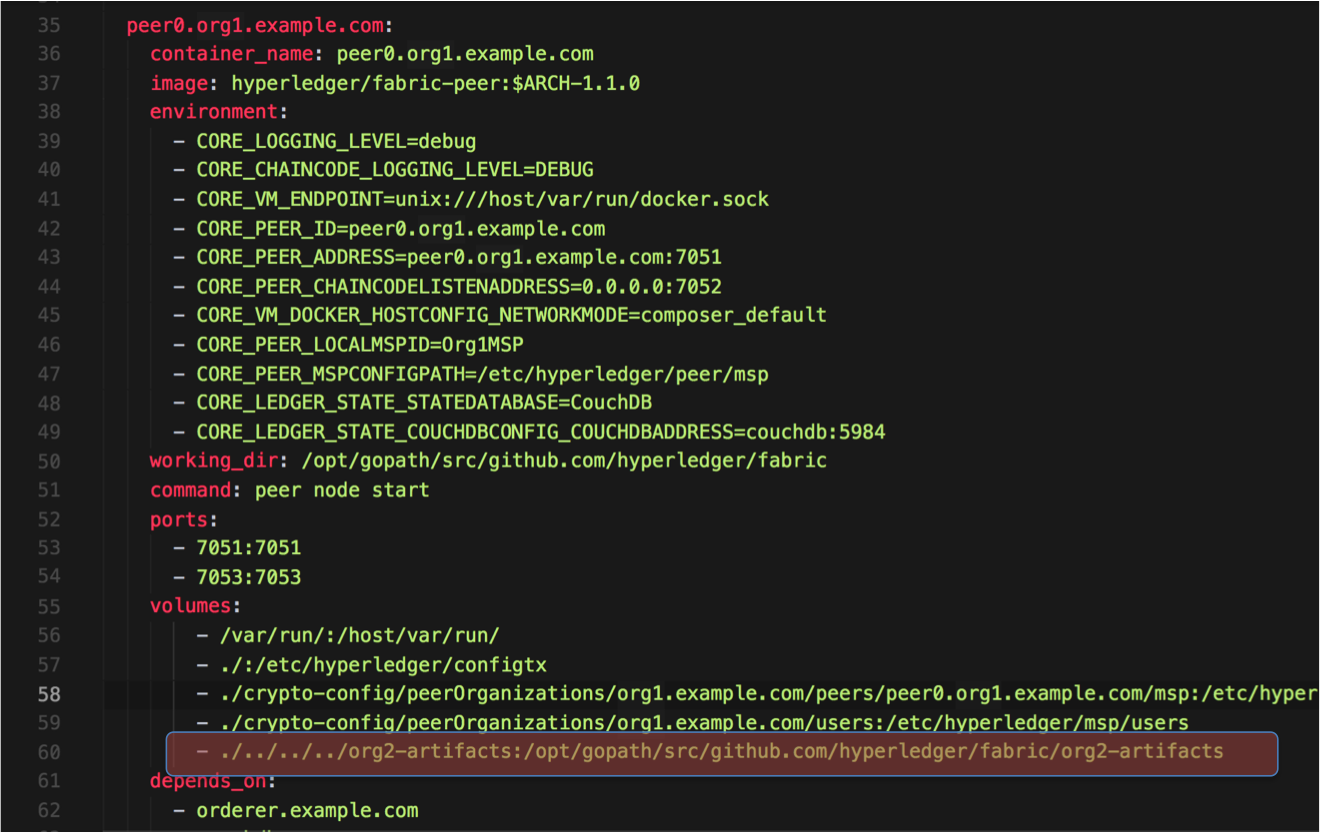 35 peer0.org1.example.com:
36 container_name: peer0.org1.example.com
37 image: hyperledger/fabric-peer:$ARCH-1.1.0
38 environment:
39 - CORE_LOGGING_LEVEL=debug
40 - CORE_CHAINCODE_LOGGING_LEVEL=DEBUG
41 - CORE_VM_ENDPOINT=unix:///host/var/run/docker.sock
42 - CORE_PEER_ID=peer0.org1.example.com
43 - CORE_PEER_ADDRESS=peer0.org1.example.com:7051
44 - CORE_PEER_CHAINCODELISTENADDRESS=0.0.0.0:7052
45 - CORE_VM_DOCKER_HOSTCONFIG_NETWORKMODE=composer_default
46 - CORE_PEER_LOCALMSPID=Org1MSP
47 - CORE_PEER_MSPCONFIGPATH=/etc/hyperledger/peer/msp
48 - CORE_LEDGER_STATE_STATEDATABASE=CouchDB
49 - CORE_LEDGER_STATE_COUCHDBCONFIG_COUCHDBADDRESS=couchdb:5984
50 working_dir: /opt/gopath/src/github.com/hyperledger/fabric
51 command: peer node start
52 ports:
53 - 7051:7051
54 - 7053:7053
55 volumes:
56 - /var/run/:/host/var/run/
57 - ./:/etc/hyperledger/configtx
58 - ./crypto-config/peerOrganizations/org1.example.com/peers/peer0.org1.example.com/msp:/etc/hyper
59 - ./crypto-config/peerOrganizations/org1.example.com/users:/etc/hyperledger/msp/users
60 - ./../../../org2-artifacts:/opt/gopath/src/github.com/hyperledger/fabric/org2-artifacts
61 depends_on:
62 - orderer.example.com